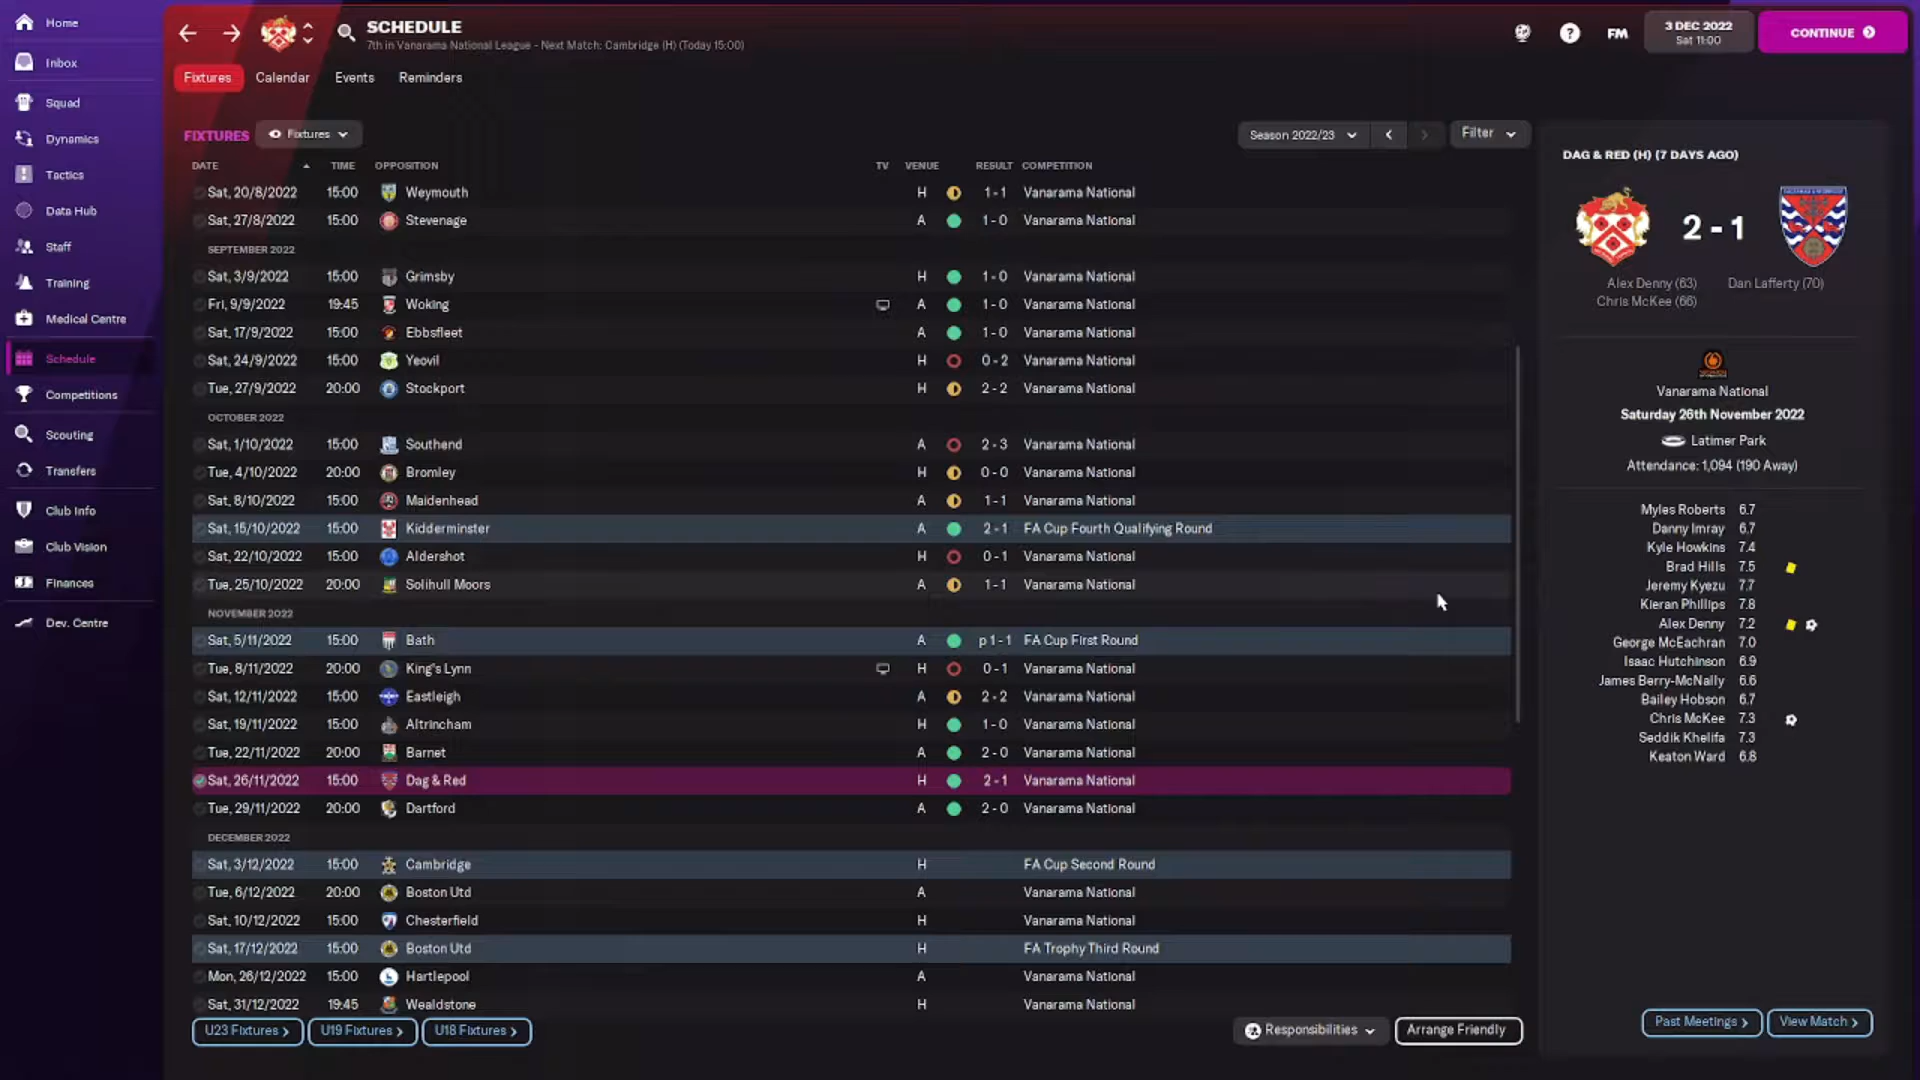 Home
Inbox
Squad
Dynamics
Tactics
Data Hub
Staff
Training
Medical Centre
Schedule
Competitions
Scouting
Transfers
Club Info
Club Vision
Finances
Dev. Centre
SCHEDULE
7th in Vanarama National League - Next Match: Cambridge (H) (Today 15:00)
? FM
3 DEC 2022
Sat 11:00
CONTINUE
Fixtures Calendar Events Reminders
FIXTURES Fixtures Season 2022/23 Filter
DATE TIME OPPOSITION TV VENUE RESULT COMPETITION
Sat, 20/8/2022 15:00 Weymouth H 1 - 1 Vanarama National
Sat, 27/8/2022 15:00 Stevenage A 1 - 0 Vanarama National
SEPTEMBER 2022
Sat, 3/9/2022 15:00 Grimsby H 1 - 0 Vanarama National
Fri, 9/9/2022 19:45 Woking A 1 - 0 Vanarama National
Sat, 17/9/2022 15:00 Ebbsfleet A 1 - 0 Vanarama National
Sat, 24/9/2022 15:00 Yeovil H 0 - 2 Vanarama National
Tue, 27/9/2022 20:00 Stockport H 2 - 2 Vanarama National
OCTOBER 2022
Sat, 1/10/2022 15:00 Southend A 2 - 3 Vanarama National
Tue, 4/10/2022 20:00 Bromley H 0 - 0 Vanarama National
Sat, 8/10/2022 15:00 Maidenhead A 1 - 1 Vanarama National
Sat, 15/10/2022 15:00 Kidderminster A 2 - 1 FA Cup Fourth Qualifying Round
Sat, 22/10/2022 15:00 Aldershot H 0 - 1 Vanarama National
Tue, 25/10/2022 20:00 Solihull Moors A 1 - 1 Vanarama National
NOVEMBER 2022
Sat, 5/11/2022 15:00 Bath A p 1 - 1 FA Cup First Round
Tue, 8/11/2022 20:00 King's Lynn H 0 - 1 Vanarama National
Sat, 12/11/2022 15:00 Eastleigh A 2 - 2 Vanarama National
Sat, 19/11/2022 15:00 Altrincham H 1 - 0 Vanarama National
Tue, 22/11/2022 20:00 Barnet A 2 - 0 Vanarama National
Sat, 26/11/2022 15:00 Dag & Red H 2 - 1 Vanarama National
Tue, 29/11/2022 20:00 Dartford A 2 - 0 Vanarama National
DECEMBER 2022
Sat, 3/12/2022 15:00 Cambridge H FA Cup Second Round
Tue, 6/12/2022 20:00 Boston Utd A Vanarama National
Sat, 10/12/2022 15:00 Chesterfield H Vanarama National
Sat, 17/12/2022 15:00 Boston Utd H FA Trophy Third Round
Mon, 26/12/2022 15:00 Hartlepool A Vanarama National
Sat, 31/12/2022 19:45 Wealdstone H Vanarama National
U23 Fixtures U19 Fixtures U18 Fixtures Responsibilities Arrange Friendly
DAG & RED (H) (7 DAYS AGO)
2 - 1
Alex Denny (63) Dan Lafferty (70)
Chris McKee (66)
Vanarama National
Saturday 26th November 2022
Latimer Park
Attendance: 1,094 (190 Away)
Myles Roberts 6.7
Danny Imray 6.7
Kyle Howkins 7.4
Brad Hills 7.5
Jeremy Kyezu 7.7
Kieran Phillips 7.8
Alex Denny 7.2
George McEachran 7.0
Isaac Hutchinson 6.9
James Berry-McNally 6.6
Bailey Hobson 6.7
Chris McKee 7.3
Seddik Khelifa 7.3
Keaton Ward 6.8
Past Meetings View Match